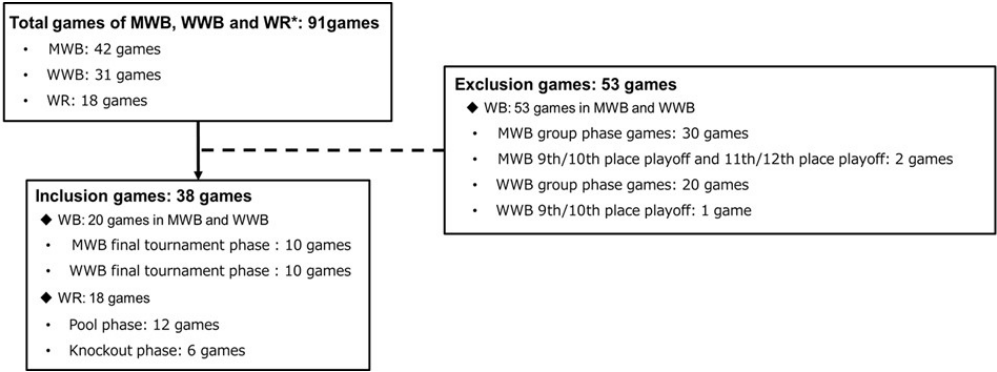 Total games of MWB, WWB and WR*: 91games
• MWB: 42 games
• WWB: 31 games
• WR: 18 games
Exclusion games: 53 games
◆ WB: 53 games in MWB and WWB
• MWB group phase games: 30 games
• MWB 9th/10th place playoff and 11th/12th place playoff: 2 games
• WWB group phase games: 20 games
• WWB 9th/10th place playoff: 1 game
Inclusion games: 38 games
◆ WB: 20 games in MWB and WWB
• MWB final tournament phase : 10 games
• WWB final tournament phase : 10 games
◆ WR: 18 games
• Pool phase: 12 games
• Knockout phase: 6 games